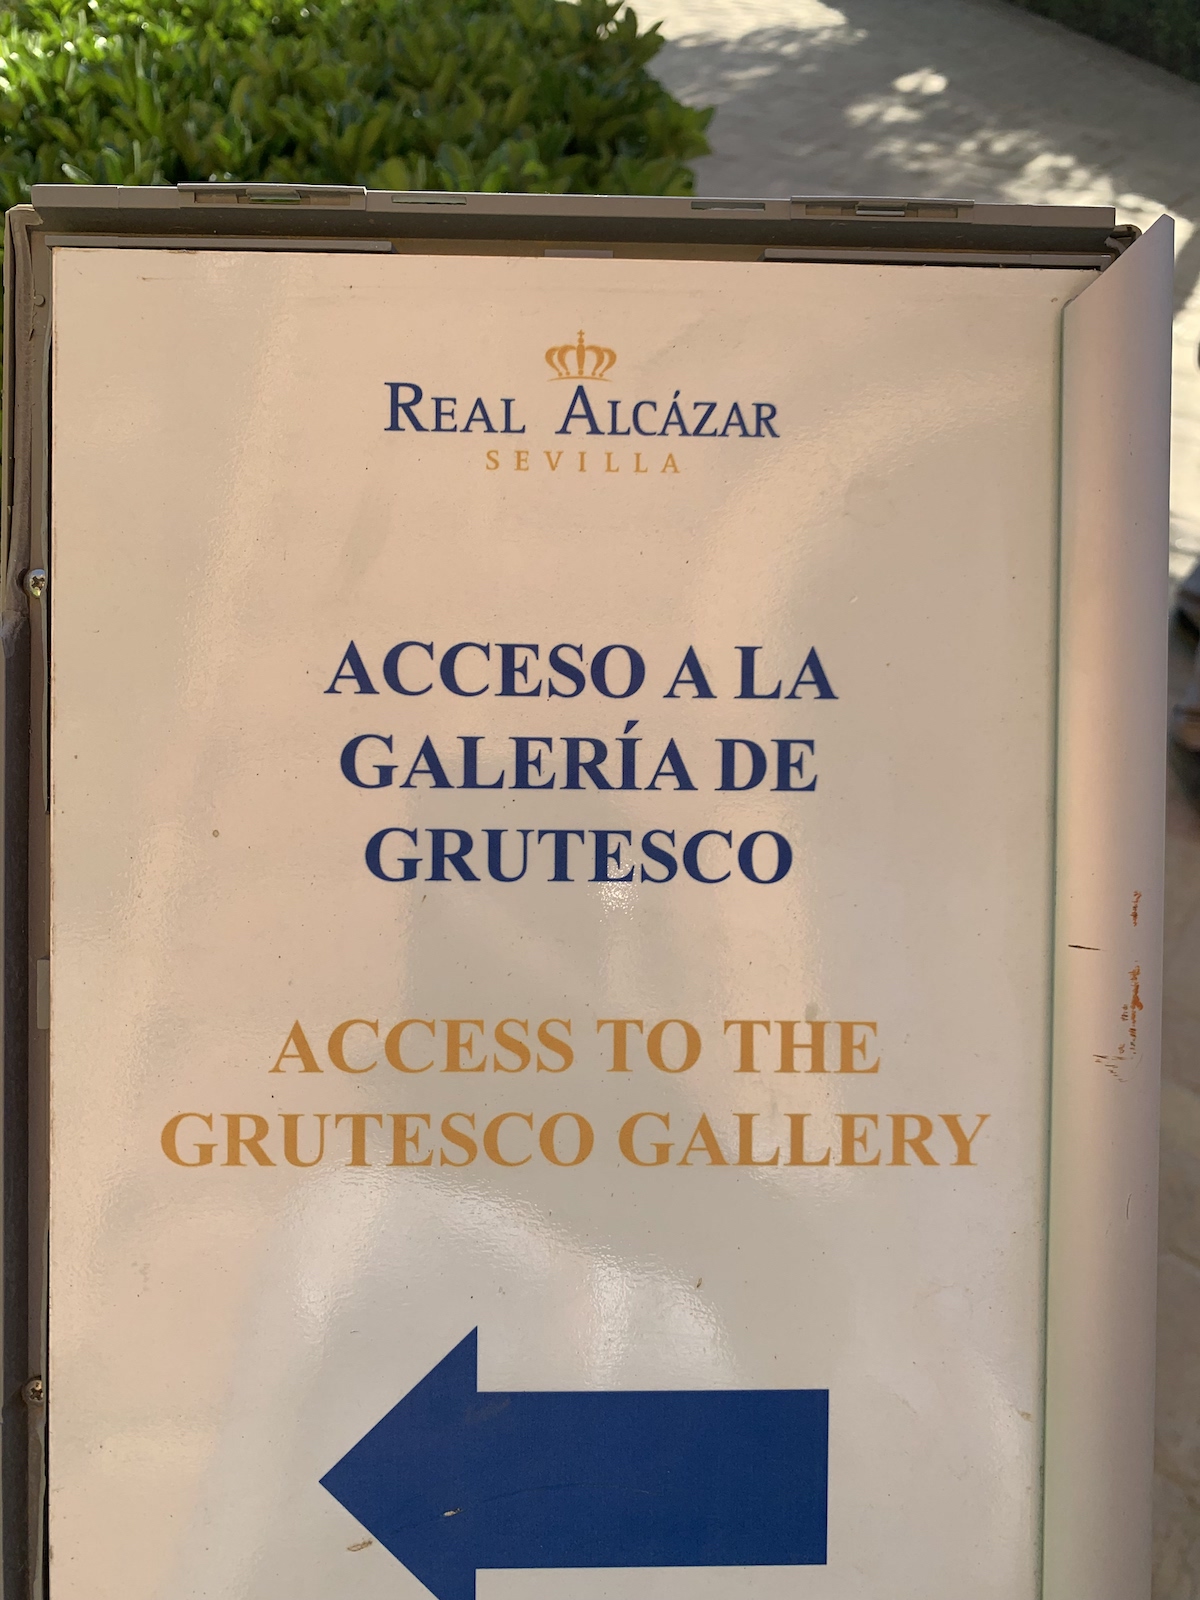 REAL ALCÁZAR
SEVILLA
ACCESO A LA
GALERÍA DE
GRUTESCO
ACCESS TO THE
GRUTESCO GALLERY